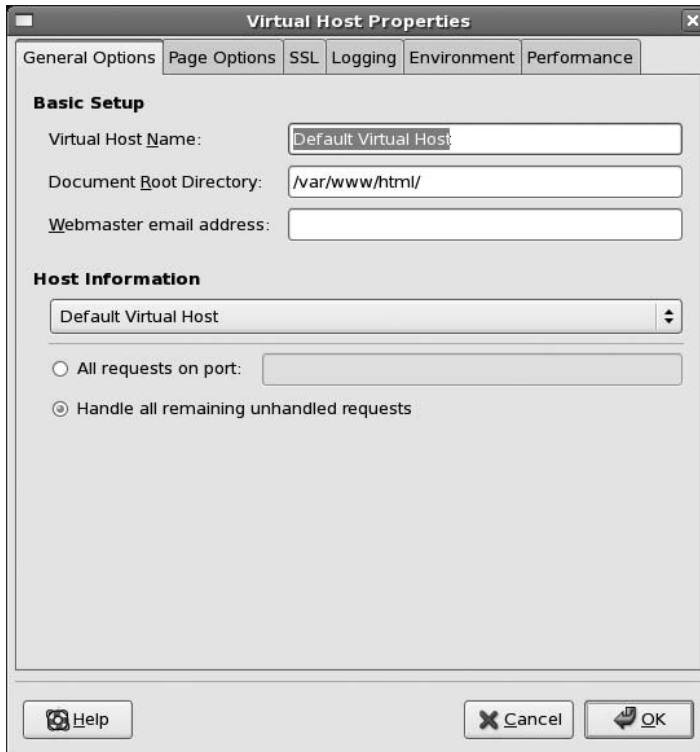 Virtual Host Properties
General Options Page Options SSL Logging Environment Performance
Basic Setup
Virtual Host Name: Default Virtual Host
Document Root Directory: /var/www/html/
Webmaster email address:
Host Information
Default Virtual Host
All requests on port:
Handle all remaining unhandled requests
Help Cancel OK